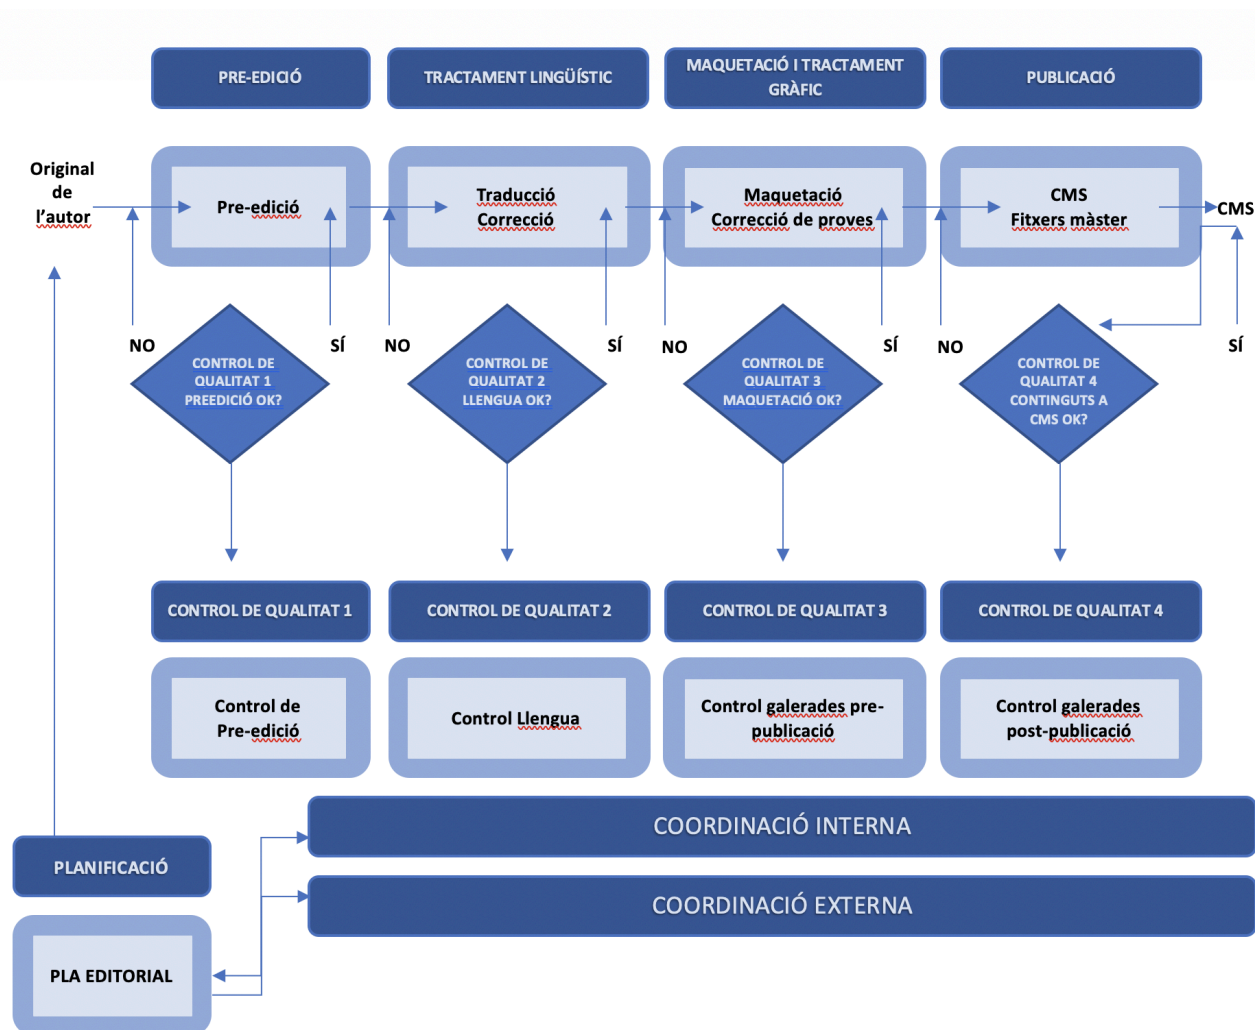 PRE-EDICIÓ
TRACTAMENT LINGÜÍSTIC
MAQUETACIÓ I TRACTAMENT
GRÀFIC
PUBLICACIÓ
Original
de
l'autor
Pre-edició
Traducció
Correcció
Maquetació
Correcció de proves
CMS
Fitxers màster
CMS
NO
SÍ
NO
SÍ
NO
SÍ
NO
SÍ
CONTROL DE
QUALITAT 1
PREEDICIÓ OK?
CONTROL DE
QUALITAT 2
LLENGUA OK?
CONTROL DE
QUALITAT 3
MAQUETACIÓ OK?
CONTROL DE
QUALITAT 4
CONTINGUTS A
CMS OK?
CONTROL DE QUALITAT 1
CONTROL DE QUALITAT 2
CONTROL DE QUALITAT 3
CONTROL DE QUALITAT 4
Control de
Pre-edició
Control Llengua
Control galerades pre-
publicació
Control galerades
post-publicació
COORDINACIÓ INTERNA
PLANIFICACIÓ
COORDINACIÓ EXTERNA
PLA EDITORIAL